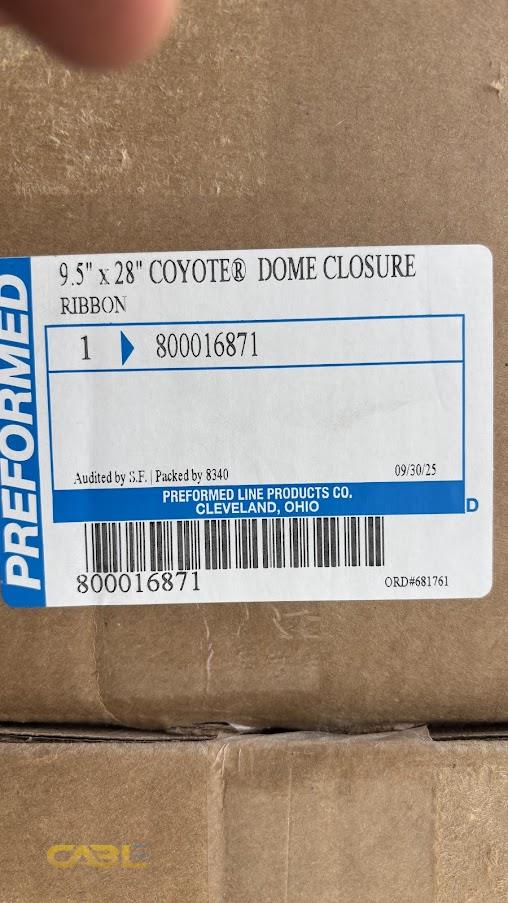 PREFORMED
9.5" x 28" COYOTE® DOME CLOSURE
RIBBON
1 800016871
Audited by S.F. | Packed by 8340 09/30/25
PREFORMED LINE PRODUCTS CO.
CLEVELAND, OHIO
D
800016871 ORD#681761
CABL